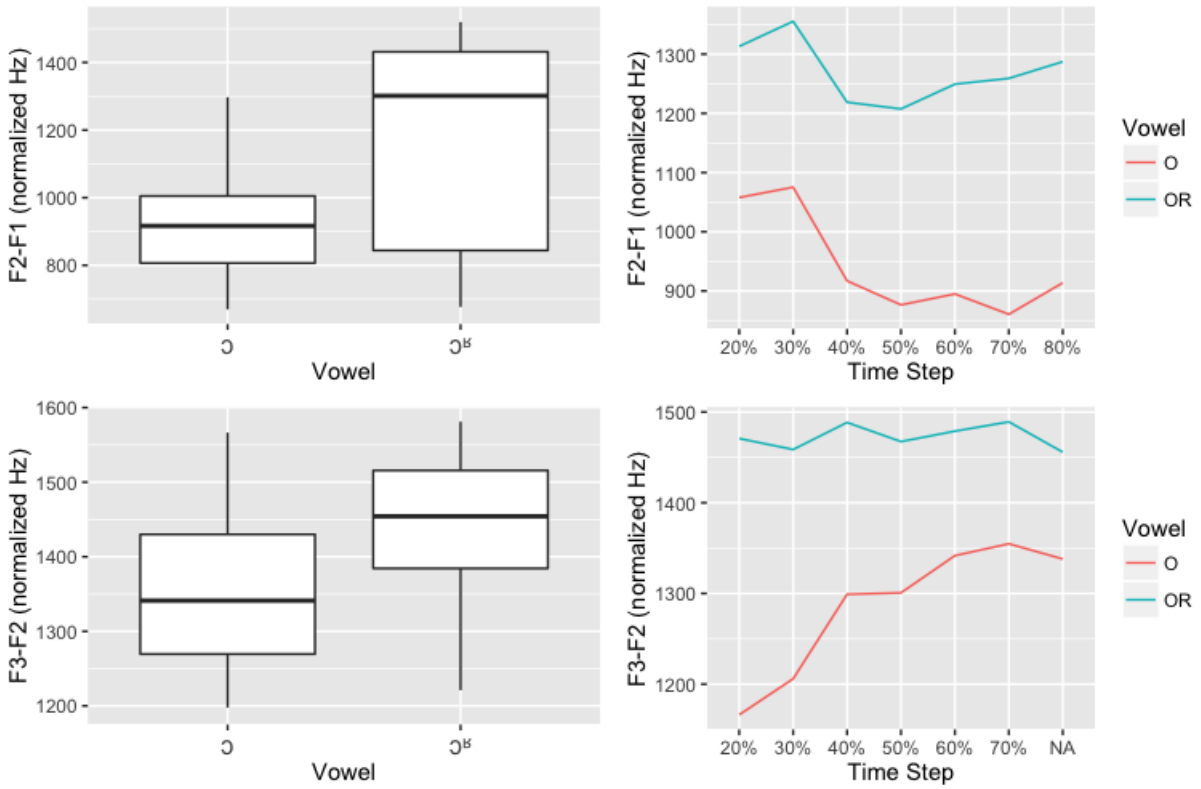 F2-F1 (normalized Hz)
1400
1200
1000
800
ɔ
ɔʶ
Vowel
F2-F1 (normalized Hz)
1300
1200
1100
1000
900
20% 30% 40% 50% 60% 70% 80%
Time Step
Vowel
O
OR
F3-F2 (normalized Hz)
1600
1500
1400
1300
1200
ɔ
ɔʶ
Vowel
F3-F2 (normalized Hz)
1500
1400
1300
1200
20% 30% 40% 50% 60% 70% NA
Time Step
Vowel
O
OR